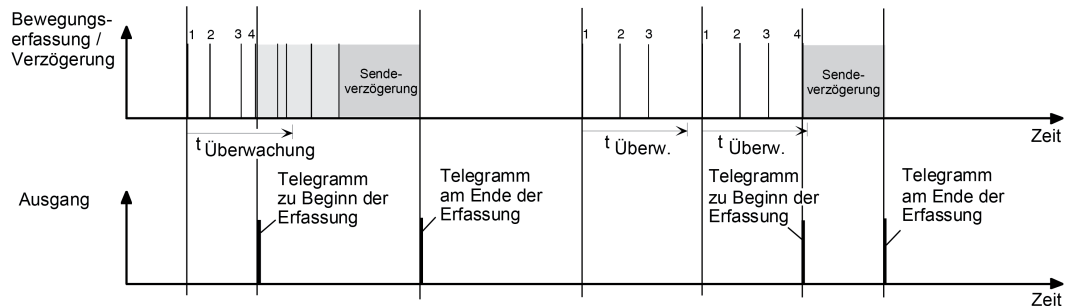 Bewegungs-
erfassung /
Verzögerung
1 2 3 4
Sende-
verzögerung
1 2 3
1 2 3 4
Sende-
verzögerung
Zeit
t Überwachung
t Überw.
t Überw.
Ausgang
Telegramm
zu Beginn der
Erfassung
Telegramm
am Ende der
Erfassung
Telegramm
zu Beginn der
Erfassung
Telegramm
am Ende der
Erfassung
Zeit